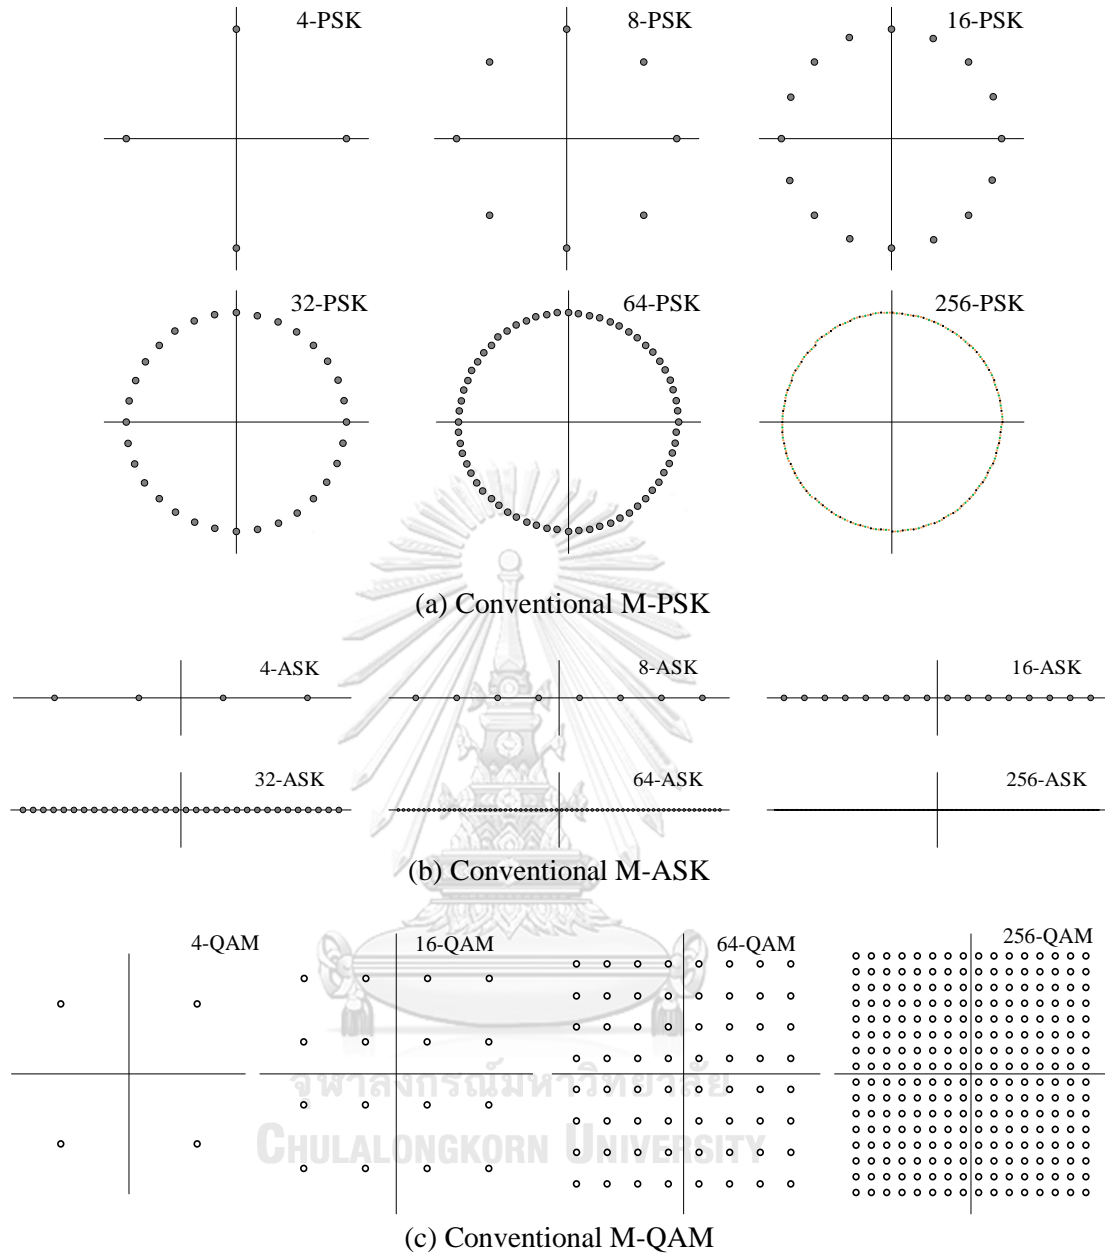 4-PSK
8-PSK
16-PSK
32-PSK
64-PSK
256-PSK
(a) Conventional M-PSK
4-ASK
8-ASK
16-ASK
32-ASK
64-ASK
256-ASK
(b) Conventional M-ASK
4-QAM
16-QAM
64-QAM
256-QAM
จุฬาลงกรณ์มหาวิทยาลัย
CHULALONGKORN UNIVERSITY
(c) Conventional M-QAM